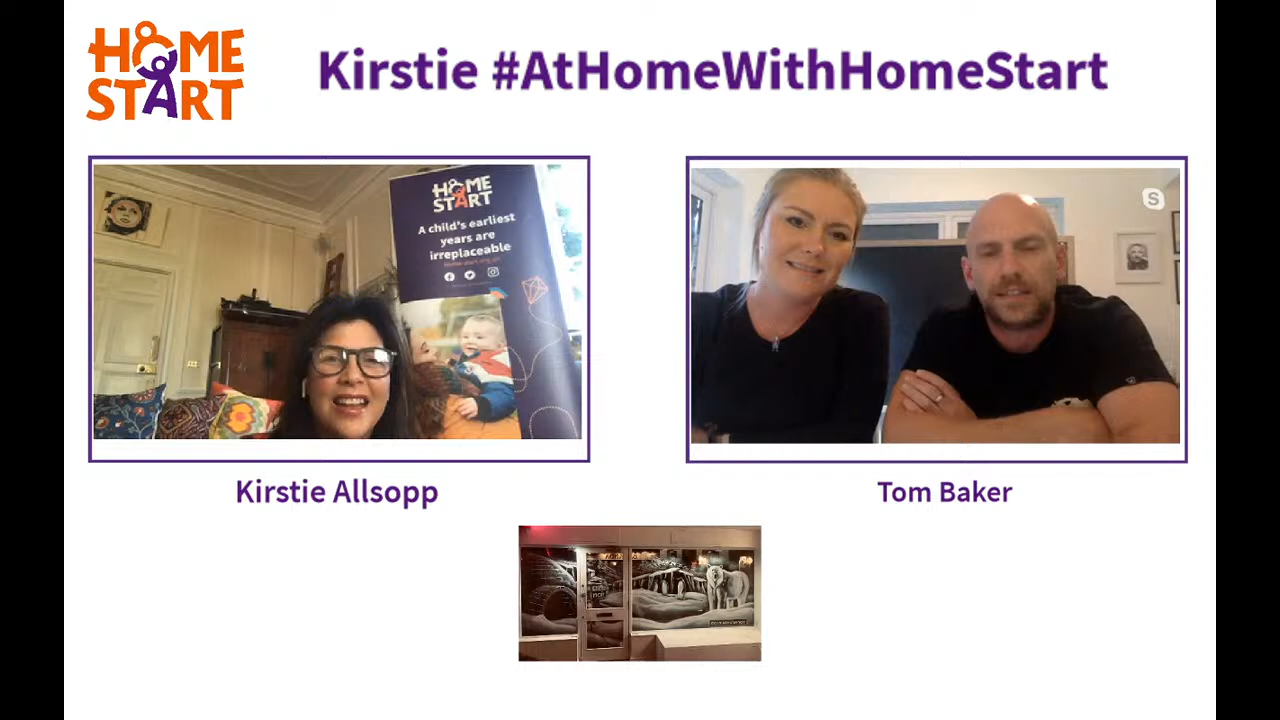 HOME
START
Kirstie #AtHomeWithHomeStart
HOME
START
A child's earliest
years are
irreplaceable
S
Kirstie Allsopp
Tom Baker